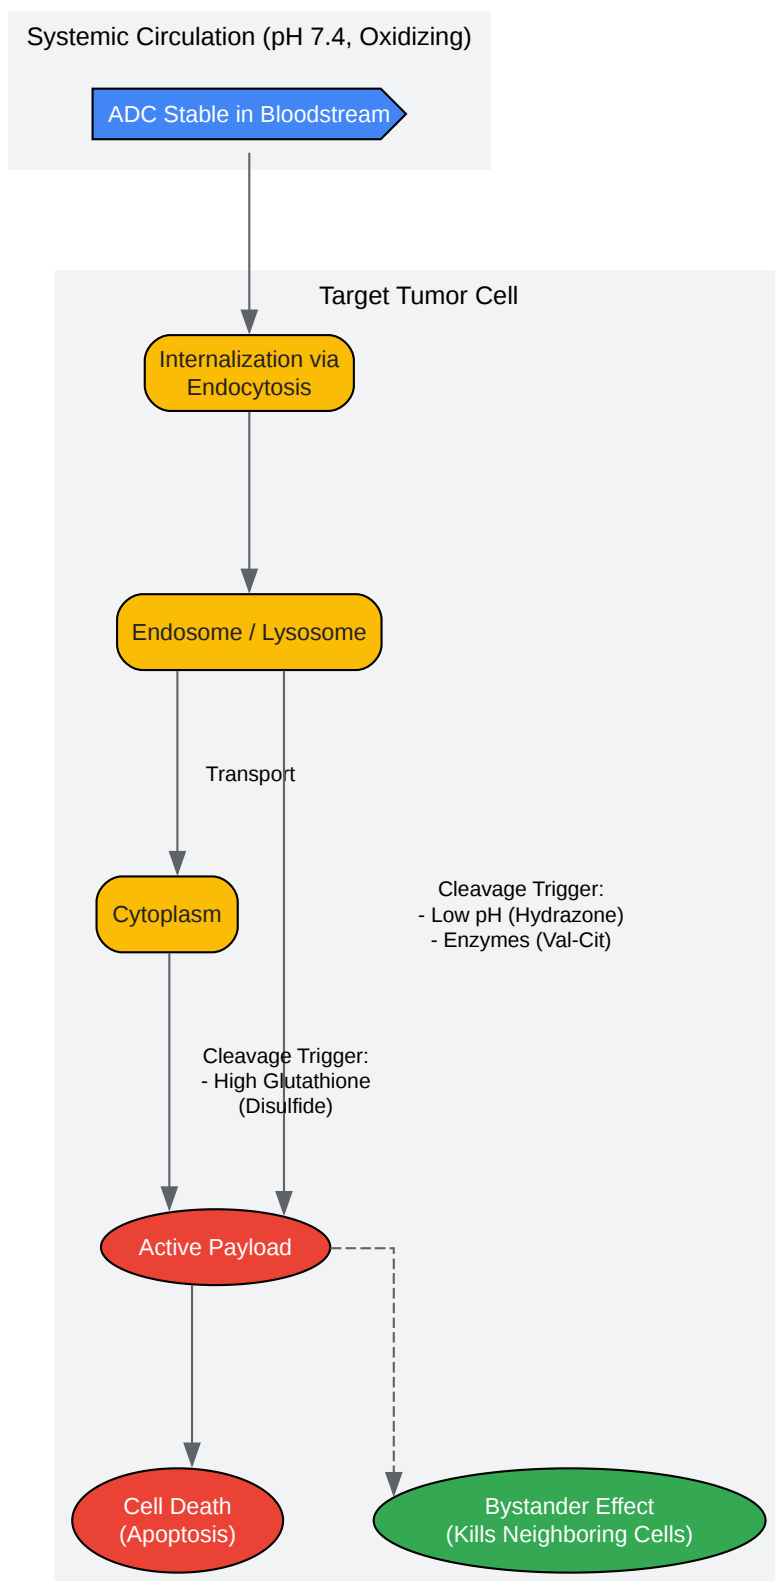 Systemic Circulation (pH 7.4, Oxidizing)
ADC Stable in Bloodstream
Target Tumor Cell
Internalization via
Endocytosis
Endosome / Lysosome
Transport
Cytoplasm
Cleavage Trigger:
- Low pH (Hydrazone)
- Enzymes (Val-Cit)
Cleavage Trigger:
- High Glutathione
(Disulfide)
Active Payload
Cell Death
(Apoptosis)
Bystander Effect
(Kills Neighboring Cells)